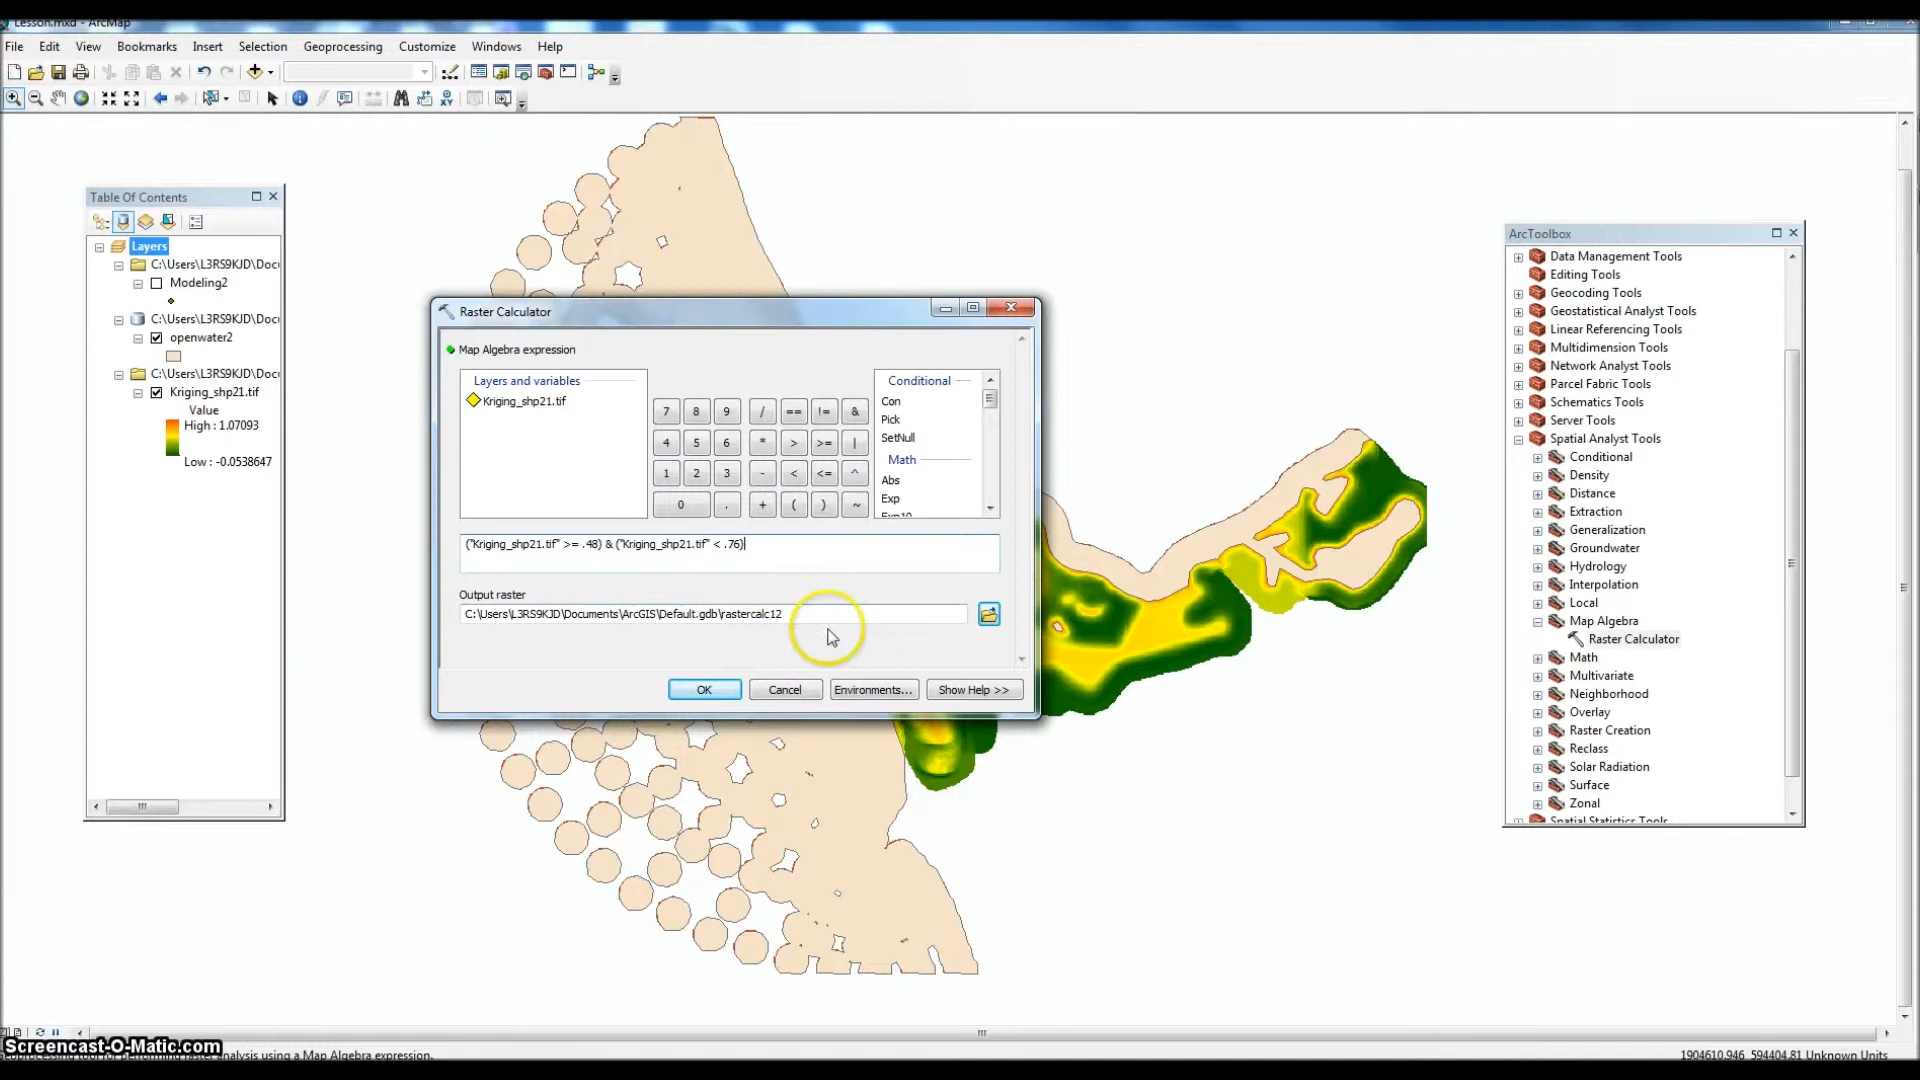 Lesson.mxd - ArcMap
File Edit View Bookmarks Insert Selection Geoprocessing Customize Windows Help
Table Of Contents
Layers
C:\Users\L3RS9KJD\Docu
Modeling2
C:\Users\L3RS9KJD\Docu
openwater2
C:\Users\L3RS9KJD\Docu
Kriging_shp21.tif
Value
High : 1.07093
Low : -0.0538647
Raster Calculator
Map Algebra expression
Layers and variables
Kriging_shp21.tif
7 8 9 / == != &
4 5 6 * > >= |
1 2 3 - < <= ^
0 . + ( ) ~
Conditional
Con
Pick
SetNull
Math
Abs
Exp
Exp10
("Kriging_shp21.tif" >= .48) & ("Kriging_shp21.tif" < .76)
Output raster
C:\Users\L3RS9KJD\Documents\ArcGIS\Default.gdb\rastercalc12
OK Cancel Environments... Show Help >>
ArcToolbox
Data Management Tools
Editing Tools
Geocoding Tools
Geostatistical Analyst Tools
Linear Referencing Tools
Multidimension Tools
Network Analyst Tools
Parcel Fabric Tools
Schematics Tools
Server Tools
Spatial Analyst Tools
Conditional
Density
Distance
Extraction
Generalization
Groundwater
Hydrology
Interpolation
Local
Map Algebra
Raster Calculator
Math
Multivariate
Neighborhood
Overlay
Raster Creation
Reclass
Solar Radiation
Surface
Zonal
Spatial Statistics Tools
Screencast-O-Matic.com
analysis using a Map Algebra expression.
1904610.946 594404.81 Unknown Units